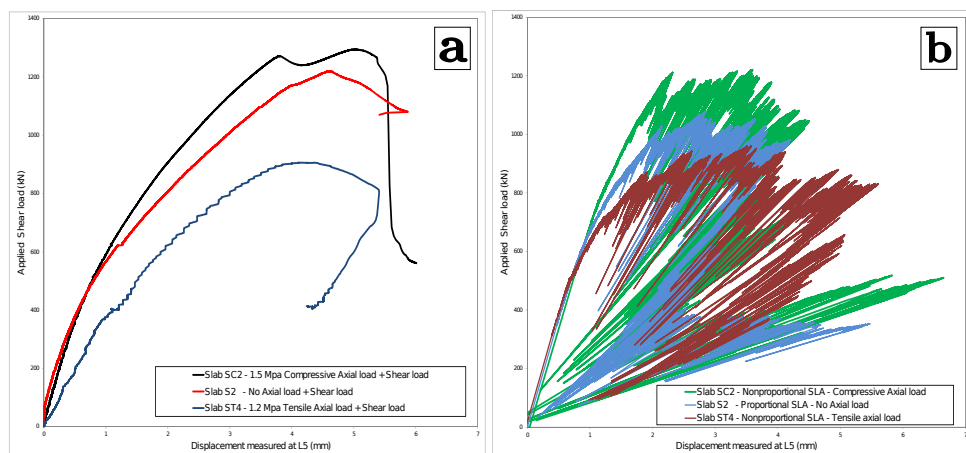 a
1400
1200
1000
800
600
400
200
0
0 1 2 3 4 5 6 7
Applied Shear load (kN)
Displacement measured at L5 (mm)
Slab SC2 - 1.5 Mpa Compressive Axial load +Shear load
Slab S2 - No Axial load +Shear load
Slab ST4 - 1.2 Mpa Tensile Axial load +Shear load
b
1400
1200
1000
800
600
400
200
0
0 1 2 3 4 5 6 7
Applied Shear load (kN)
Displacement measured at L5 (mm)
Slab SC2 - Nonproportional SLA - Compressive Axial load
Slab S2 - Proportional SLA - No Axial load
Slab ST4 - Nonproportional SLA - Tensile axial load